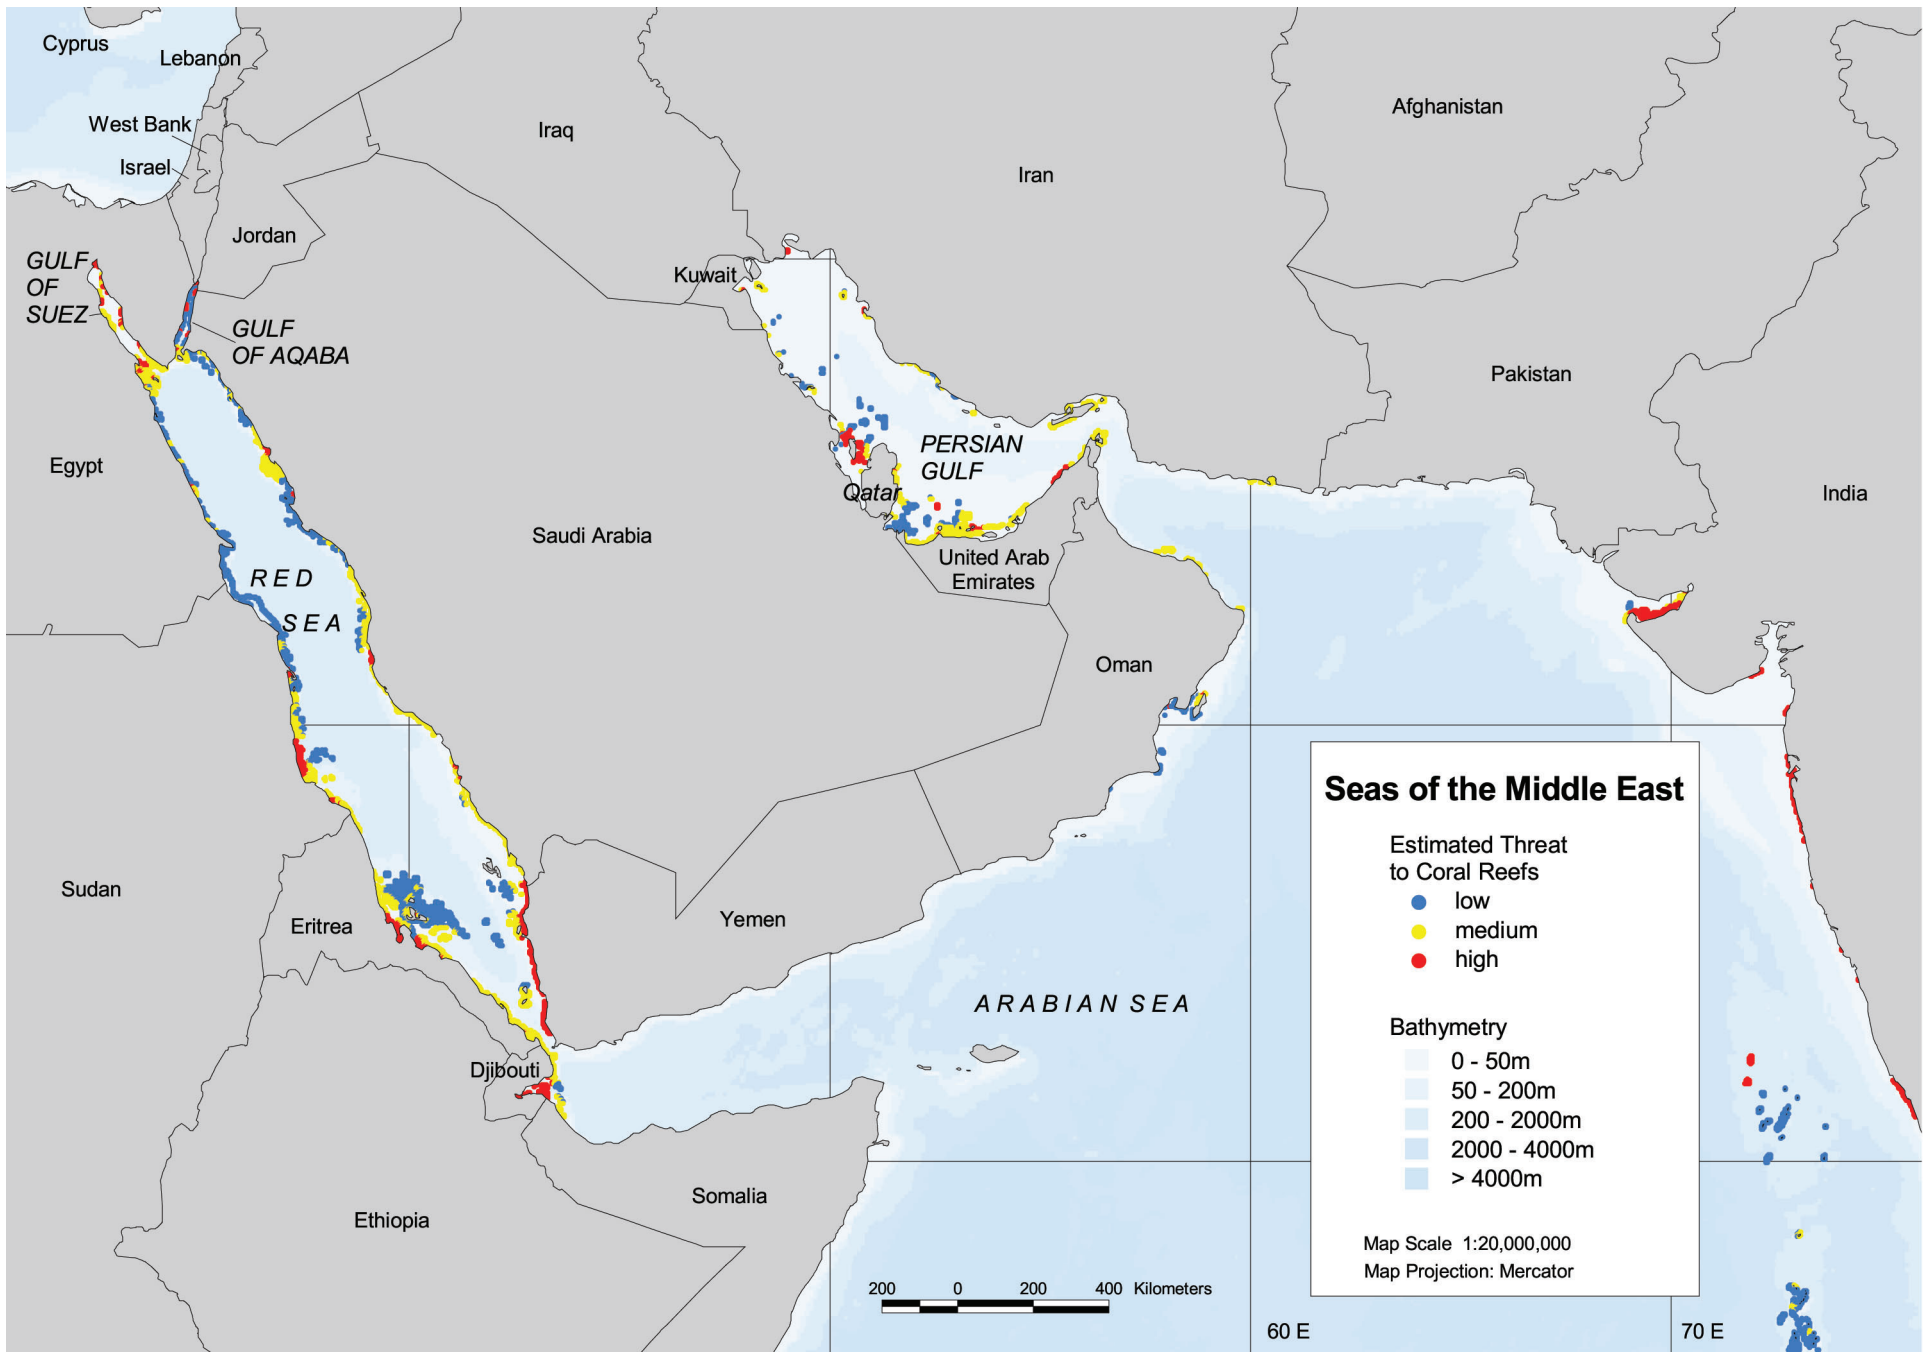 Cyprus
Lebanon
West Bank
Israel
Jordan
Iraq
Iran
Afghanistan
GULF
OF
SUEZ
GULF
OF AQABA
Kuwait
Pakistan
Egypt
PERSIAN
GULF
Qatar
India
Saudi Arabia
United Arab
Emirates
RED
SEA
Oman
Sudan
Eritrea
Yemen
ARABIAN SEA
Djibouti
Somalia
Ethiopia
Seas of the Middle East
Estimated Threat
to Coral Reefs
low
medium
high
Bathymetry
0 - 50m
50 - 200m
200 - 2000m
2000 - 4000m
> 4000m
Map Scale 1:20,000,000
Map Projection: Mercator
200 0 200 400 Kilometers
60 E
70 E